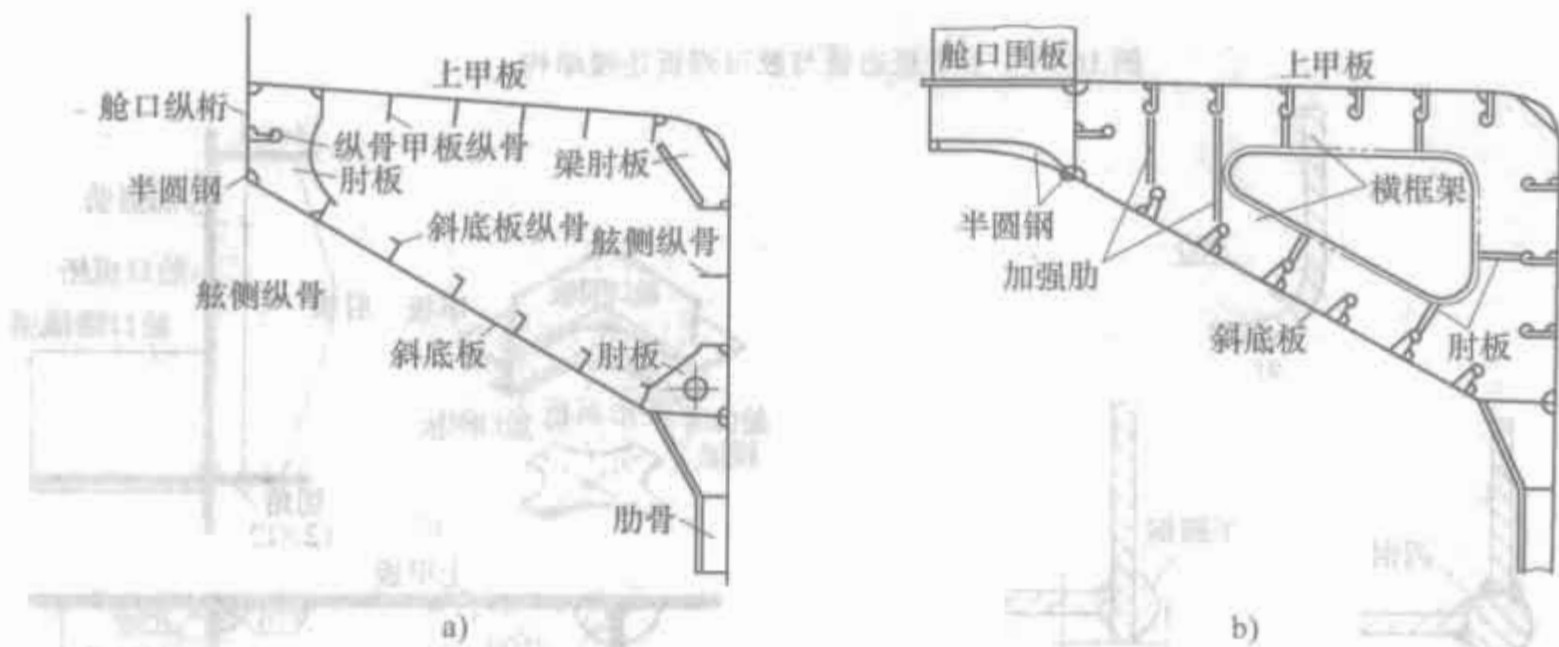 上甲板
舱口纵桁
纵骨
甲板纵骨
梁肘板
半圆钢
肘板
斜底板纵骨
舷侧纵骨
舷侧纵骨
斜底板
肘板
肋骨
a)
舱口围板
上甲板
横框架
半圆钢
加强肋
斜底板
肘板
b)